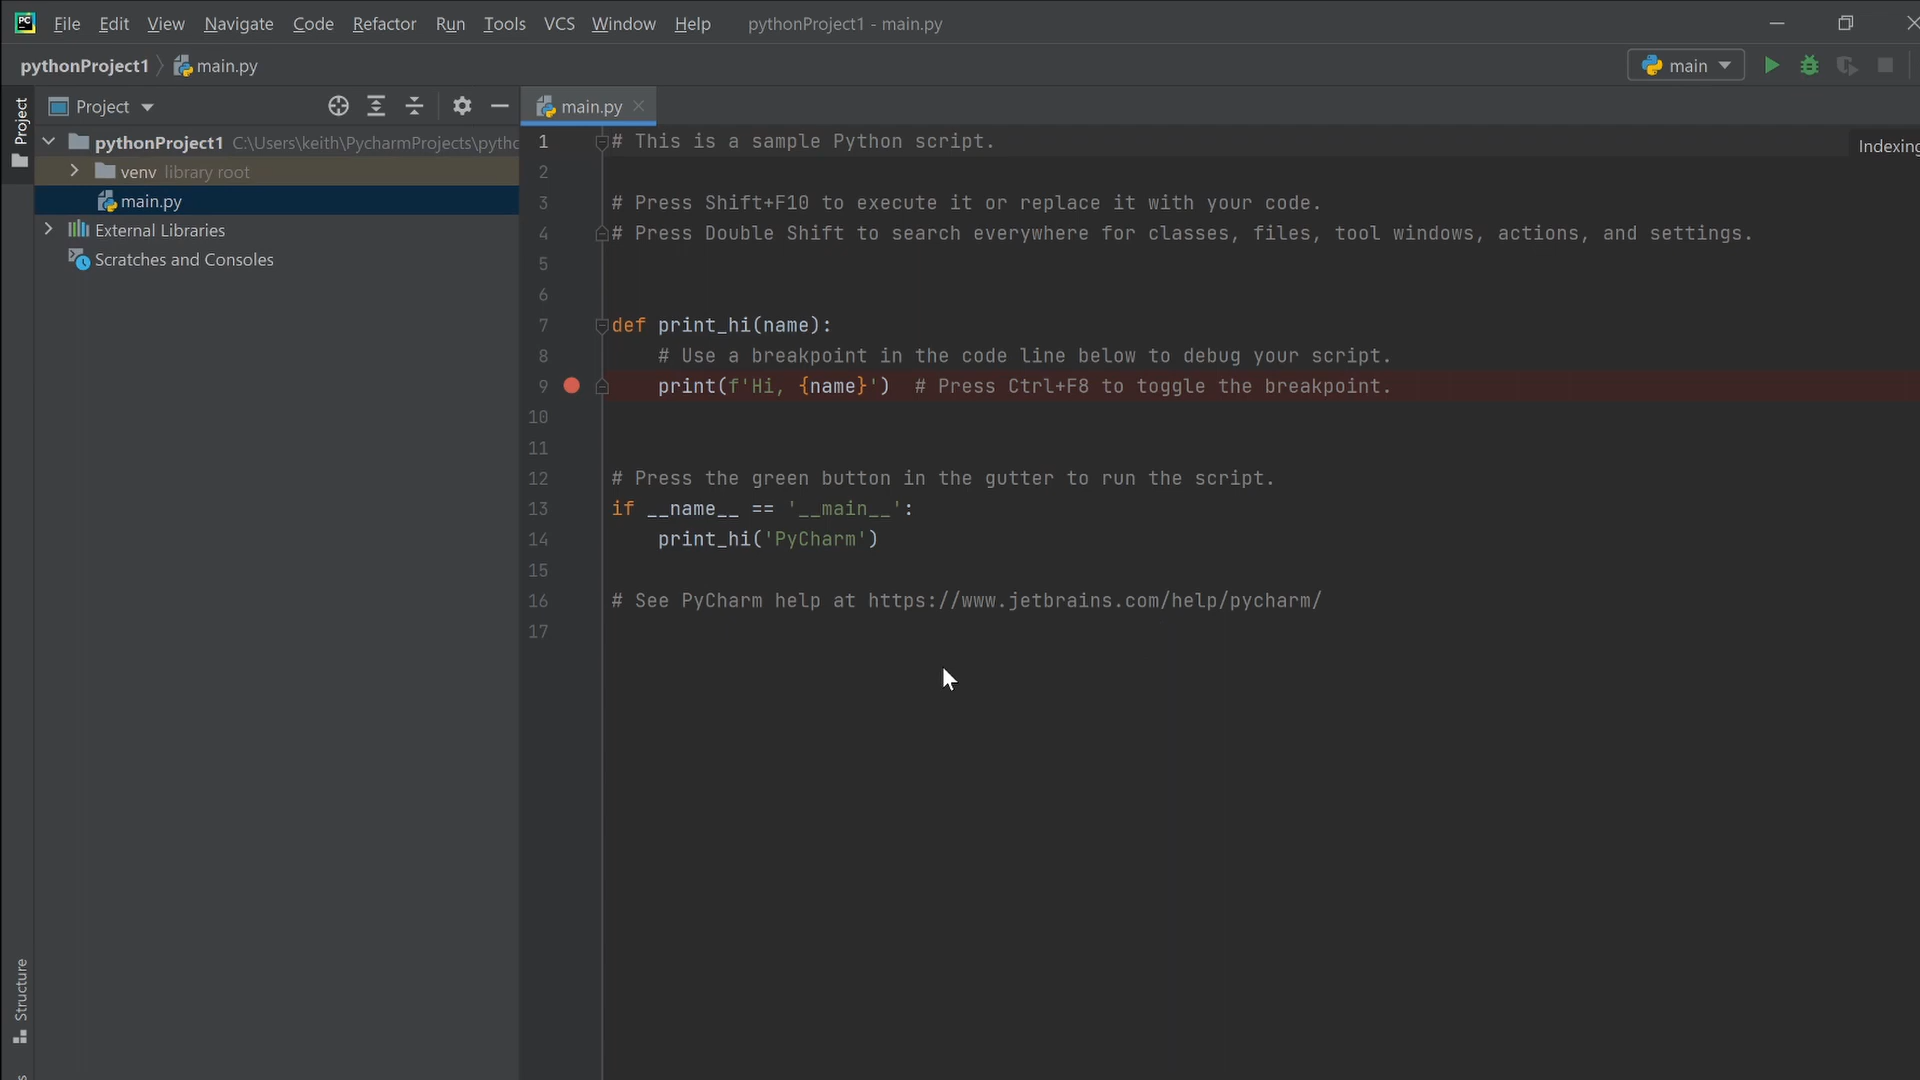 PC File Edit View Navigate Code Refactor Run Tools VCS Window Help pythonProject1 - main.py
pythonProject1 main.py main
Project Project main.py
pythonProject1 C:\Users\keith\PycharmProjects\pytho
venv library root
main.py
External Libraries
Scratches and Consoles
Indexing
1 # This is a sample Python script.
2
3 # Press Shift+F10 to execute it or replace it with your code.
4 # Press Double Shift to search everywhere for classes, files, tool windows, actions, and settings.
5
6
7 def print_hi(name):
8 # Use a breakpoint in the code line below to debug your script.
9 print(f'Hi, {name}') # Press Ctrl+F8 to toggle the breakpoint.
10
11
12 # Press the green button in the gutter to run the script.
13 if __name__ == '__main__':
14 print_hi('PyCharm')
15
16 # See PyCharm help at https://www.jetbrains.com/help/pycharm/
17
Structure